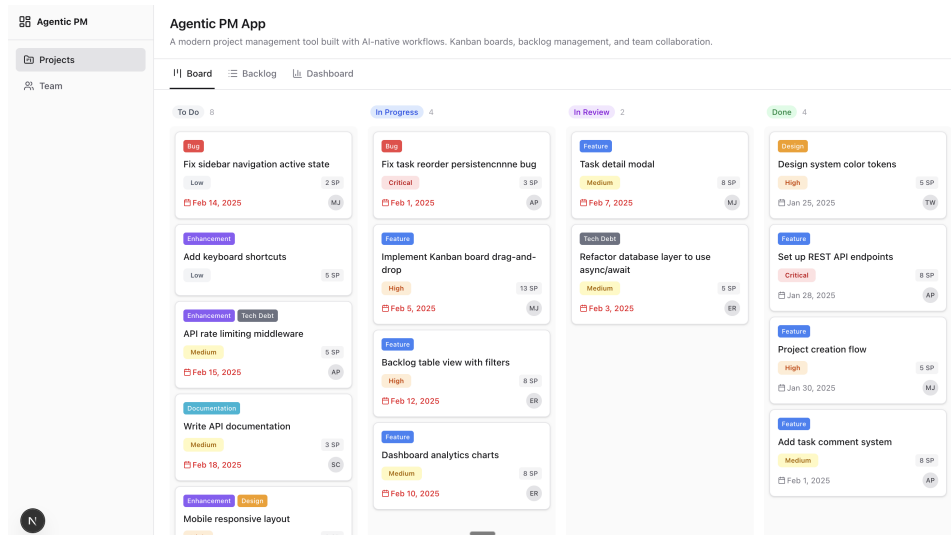 Agentic PM
Projects
Team
Agentic PM App
A modern project management tool built with AI-native workflows. Kanban boards, backlog management, and team collaboration.
Board
Backlog
Dashboard
To Do 8
Bug
Fix sidebar navigation active state
Low 2 SP
Feb 14, 2025 MJ
Enhancement
Add keyboard shortcuts
Low 5 SP
Enhancement Tech Debt
API rate limiting middleware
Medium 5 SP
Feb 15, 2025 AP
Documentation
Write API documentation
Medium 3 SP
Feb 18, 2025 SC
Enhancement Design
Mobile responsive layout
In Progress 4
Bug
Fix task reorder persistencnnne bug
Critical 3 SP
Feb 1, 2025 AP
Feature
Implement Kanban board drag-and-
drop
High 13 SP
Feb 5, 2025 MJ
Feature
Backlog table view with filters
High 8 SP
Feb 12, 2025 ER
Feature
Dashboard analytics charts
Medium 8 SP
Feb 10, 2025 ER
In Review 2
Feature
Task detail modal
Medium 8 SP
Feb 7, 2025 MJ
Tech Debt
Refactor database layer to use
async/await
Medium 5 SP
Feb 3, 2025 ER
Done 4
Design
Design system color tokens
High 5 SP
Jan 25, 2025 TW
Feature
Set up REST API endpoints
Critical 8 SP
Jan 28, 2025 AP
Feature
Project creation flow
High 5 SP
Jan 30, 2025 MJ
Feature
Add task comment system
Medium 8 SP
Feb 1, 2025 AP
N